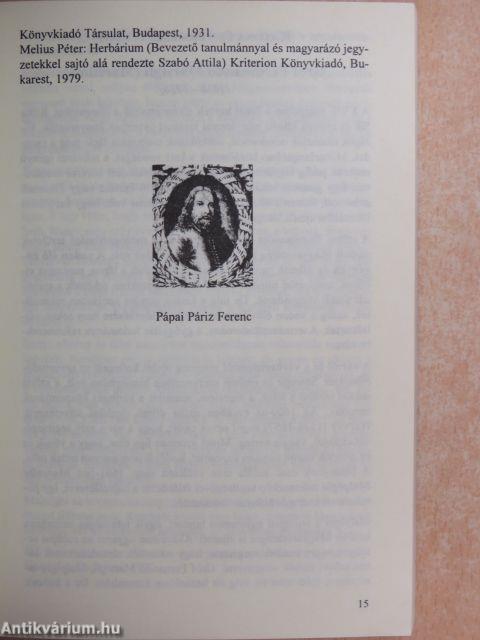 Könyvkiadó Társulat, Budapest, 1931.
Melius Péter: Herbárium (Bevezető tanulmánnyal és magyarázó jegy-
zetekkel sajtó alá rendezte Szabó Attila) Kriterion Könyvkiadó, Bu-
karest, 1979.
Pápai Páriz Ferenc
15
Antikvárium.hu